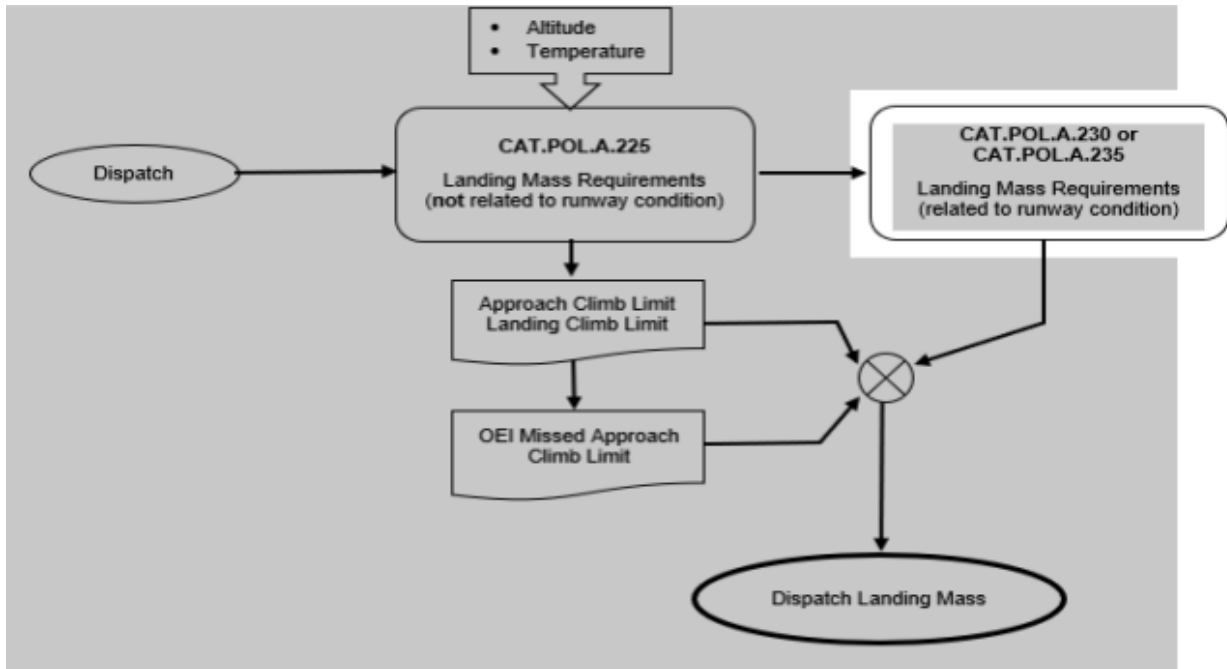 • Altitude
• Temperature
CAT.POL.A.225
Landing Mass Requirements
(not related to runway condition)
Dispatch
CAT.POL.A.230 or
CAT.POL.A.235
Landing Mass Requirements
(related to runway condition)
Approach Climb Limit
Landing Climb Limit
OEI Missed Approach
Climb Limit
Dispatch Landing Mass